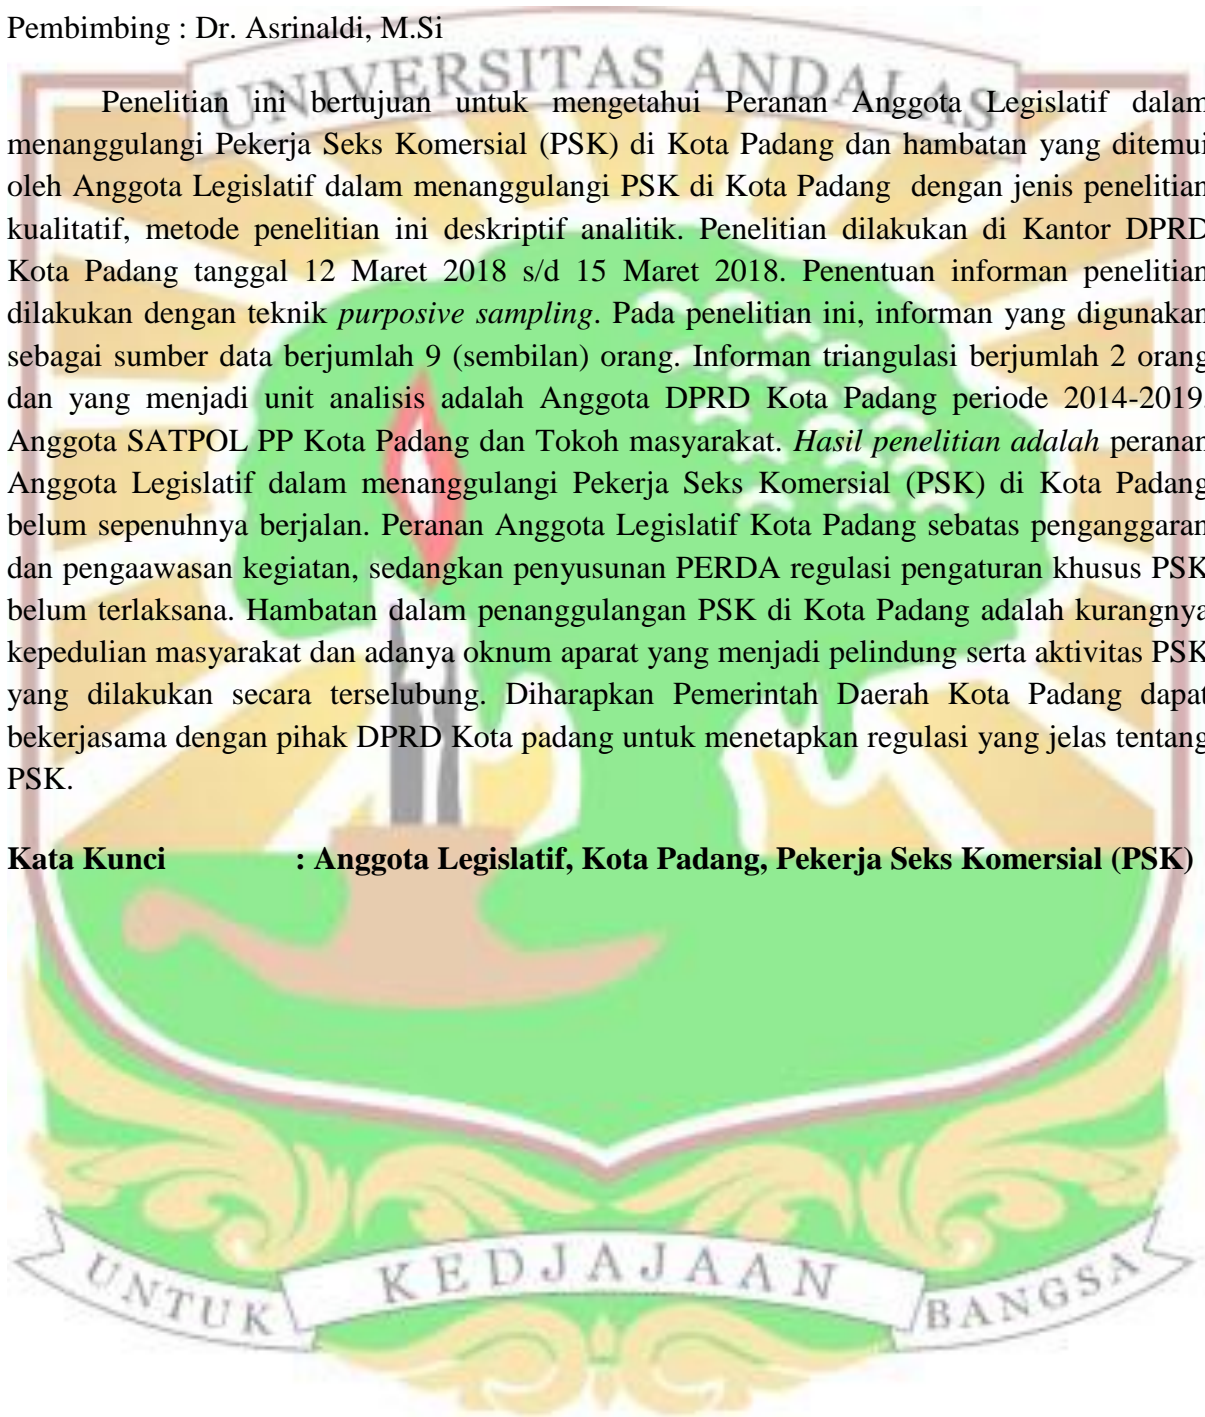 Pembimbing : Dr. Asrinaldi, M.Si
UNIVERSITAS ANDALAS
Penelitian ini bertujuan untuk mengetahui Peranan Anggota Legislatif dalam
menanggulangi Pekerja Seks Komersial (PSK) di Kota Padang dan hambatan yang ditemui
oleh Anggota Legislatif dalam menanggulangi PSK di Kota Padang dengan jenis penelitian
kualitatif, metode penelitian ini deskriptif analitik. Penelitian dilakukan di Kantor DPRD
Kota Padang tanggal 12 Maret 2018 s/d 15 Maret 2018. Penentuan informan penelitian
dilakukan dengan teknik purposive sampling. Pada penelitian ini, informan yang digunakan
sebagai sumber data berjumlah 9 (sembilan) orang. Informan triangulasi berjumlah 2 orang
dan yang menjadi unit analisis adalah Anggota DPRD Kota Padang periode 2014-2019,
Anggota SATPOL PP Kota Padang dan Tokoh masyarakat. Hasil penelitian adalah peranan
Anggota Legislatif dalam menanggulangi Pekerja Seks Komersial (PSK) di Kota Padang
belum sepenuhnya berjalan. Peranan Anggota Legislatif Kota Padang sebatas penganggaran
dan pengaawasan kegiatan, sedangkan penyusunan PERDA regulasi pengaturan khusus PSK
belum terlaksana. Hambatan dalam penanggulangan PSK di Kota Padang adalah kurangnya
kepedulian masyarakat dan adanya oknum aparat yang menjadi pelindung serta aktivitas PSK
yang dilakukan secara terselubung. Diharapkan Pemerintah Daerah Kota Padang dapat
bekerjasama dengan pihak DPRD Kota padang untuk menetapkan regulasi yang jelas tentang
PSK.
Kata Kunci : Anggota Legislatif, Kota Padang, Pekerja Seks Komersial (PSK)
UNTUK KEDJAJAAN BANGSA